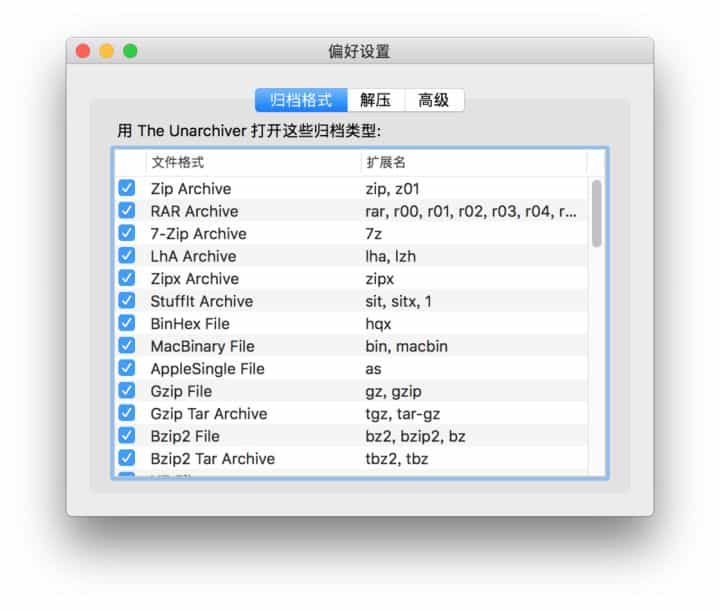 偏好设置
归档格式 解压 高级
用 The Unarchiver 打开这些归档类型:
文件格式 扩展名
Zip Archive zip, z01
RAR Archive rar, r00, r01, r02, r03, r04, r...
7-Zip Archive 7z
LhA Archive lha, lzh
Zipx Archive zipx
StuffIt Archive sit, sitx, 1
BinHex File hqx
MacBinary File bin, macbin
AppleSingle File as
Gzip File gz, gzip
Gzip Tar Archive tgz, tar-gz
Bzip2 File bz2, bzip2, bz
Bzip2 Tar Archive tbz2, tbz